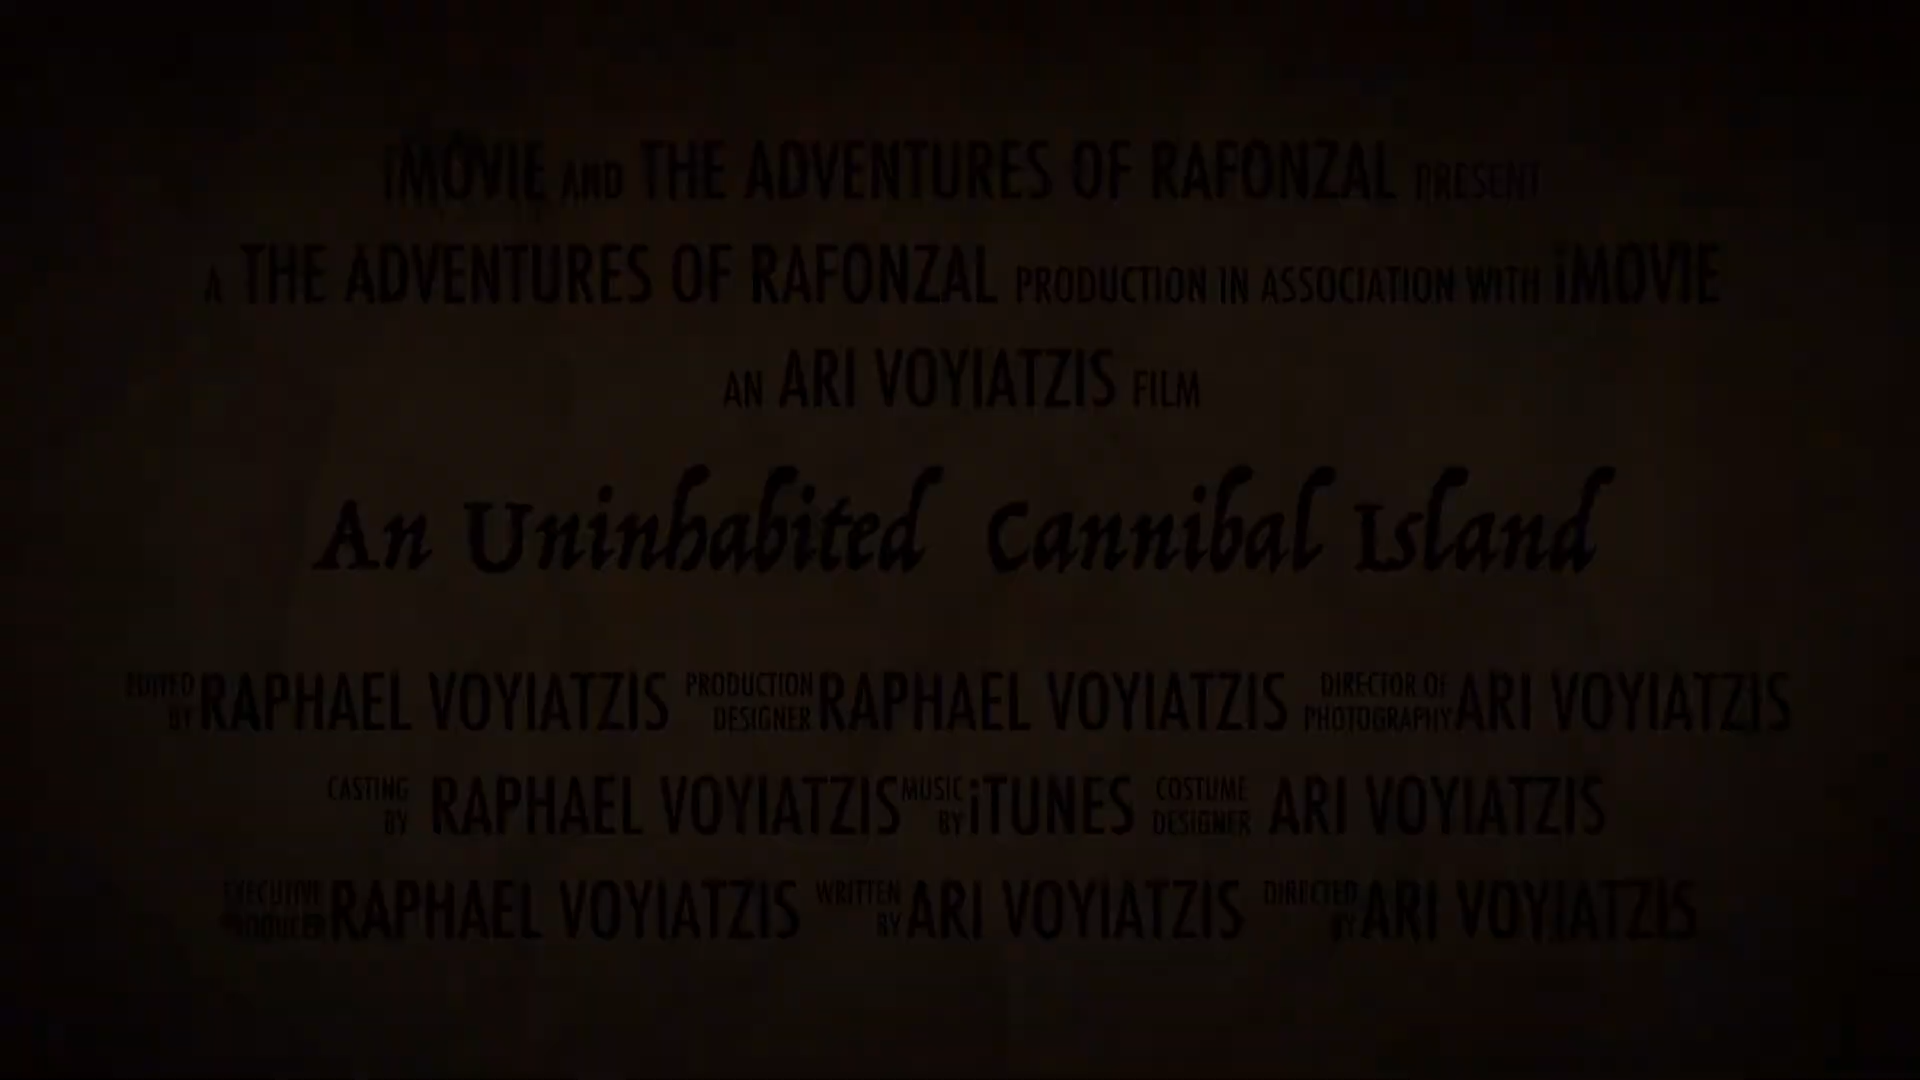 iMOVIE AND THE ADVENTURES OF RAFONZAL PRESENT
A THE ADVENTURES OF RAFONZAL PRODUCTION IN ASSOCIATION WITH iMOVIE
AN ARI VOYIATZIS FILM
An Uninhabited Cannibal Island
EDITED BY RAPHAEL VOYIATZIS PRODUCTION DESIGNER RAPHAEL VOYIATZIS DIRECTOR OF PHOTOGRAPHY ARI VOYIATZIS
CASTING BY RAPHAEL VOYIATZIS MUSIC BY iTUNES COSTUME DESIGNER ARI VOYIATZIS
EXECUTIVE PRODUCER RAPHAEL VOYIATZIS WRITTEN BY ARI VOYIATZIS DIRECTED BY ARI VOYIATZIS